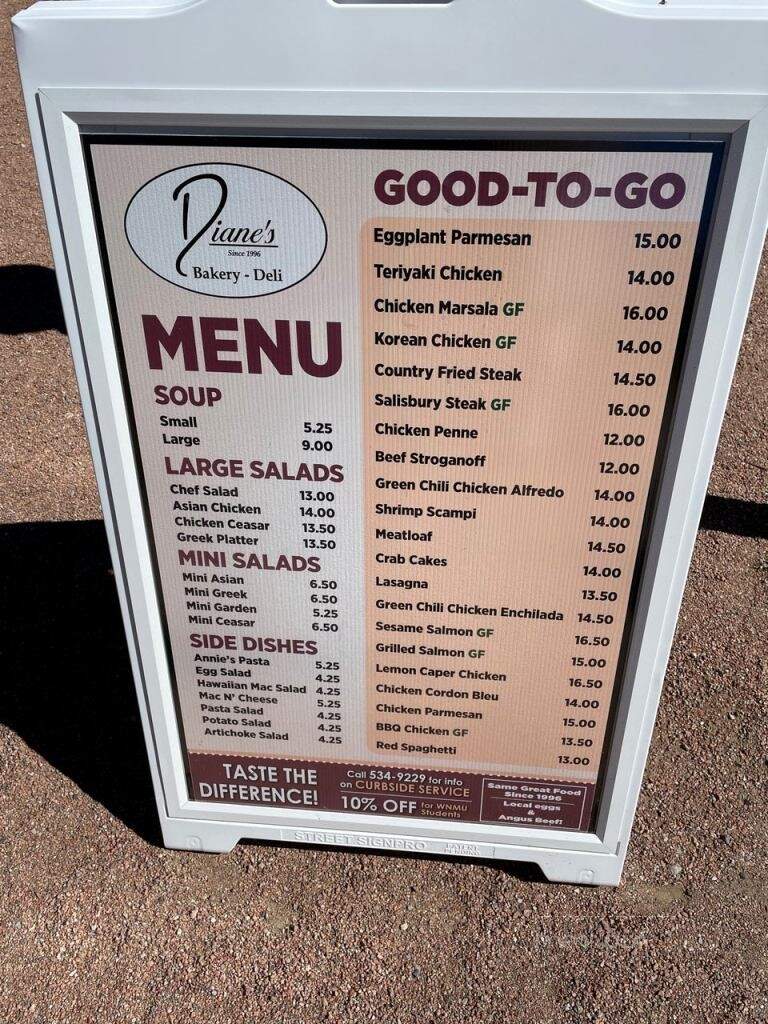 Diane's
Since 1996
Bakery - Deli
MENU
SOUP
Small 5.25
Large 9.00
LARGE SALADS
Chef Salad 13.00
Asian Chicken 14.00
Chicken Ceasar 13.50
Greek Platter 13.50
MINI SALADS
Mini Asian 6.50
Mini Greek 6.50
Mini Garden 5.25
Mini Ceasar 6.50
SIDE DISHES
Annie's Pasta 5.25
Egg Salad 4.25
Hawaiian Mac Salad 4.25
Mac N' Cheese 5.25
Pasta Salad 4.25
Potato Salad 4.25
Artichoke Salad 4.25
GOOD-TO-GO
Eggplant Parmesan 15.00
Teriyaki Chicken 14.00
Chicken Marsala GF 16.00
Korean Chicken GF 14.00
Country Fried Steak 14.50
Salisbury Steak GF 16.00
Chicken Penne 12.00
Beef Stroganoff 12.00
Green Chili Chicken Alfredo 14.00
Shrimp Scampi 14.00
Meatloaf 14.50
Crab Cakes 14.00
Lasagna 13.50
Green Chili Chicken Enchilada 14.50
Sesame Salmon GF 16.50
Grilled Salmon GF 15.00
Lemon Caper Chicken 16.50
Chicken Cordon Bleu 14.00
Chicken Parmesan 15.00
BBQ Chicken GF 13.50
Red Spaghetti 13.00
TASTE THE
DIFFERENCE!
Call 534-9229 for info
on CURBSIDE SERVICE
10% OFF for WNMU Students
Same Great Food
Since 1996
Local eggs
&
Angus Beef!
STREET SIGNPRO PATENT PENDING